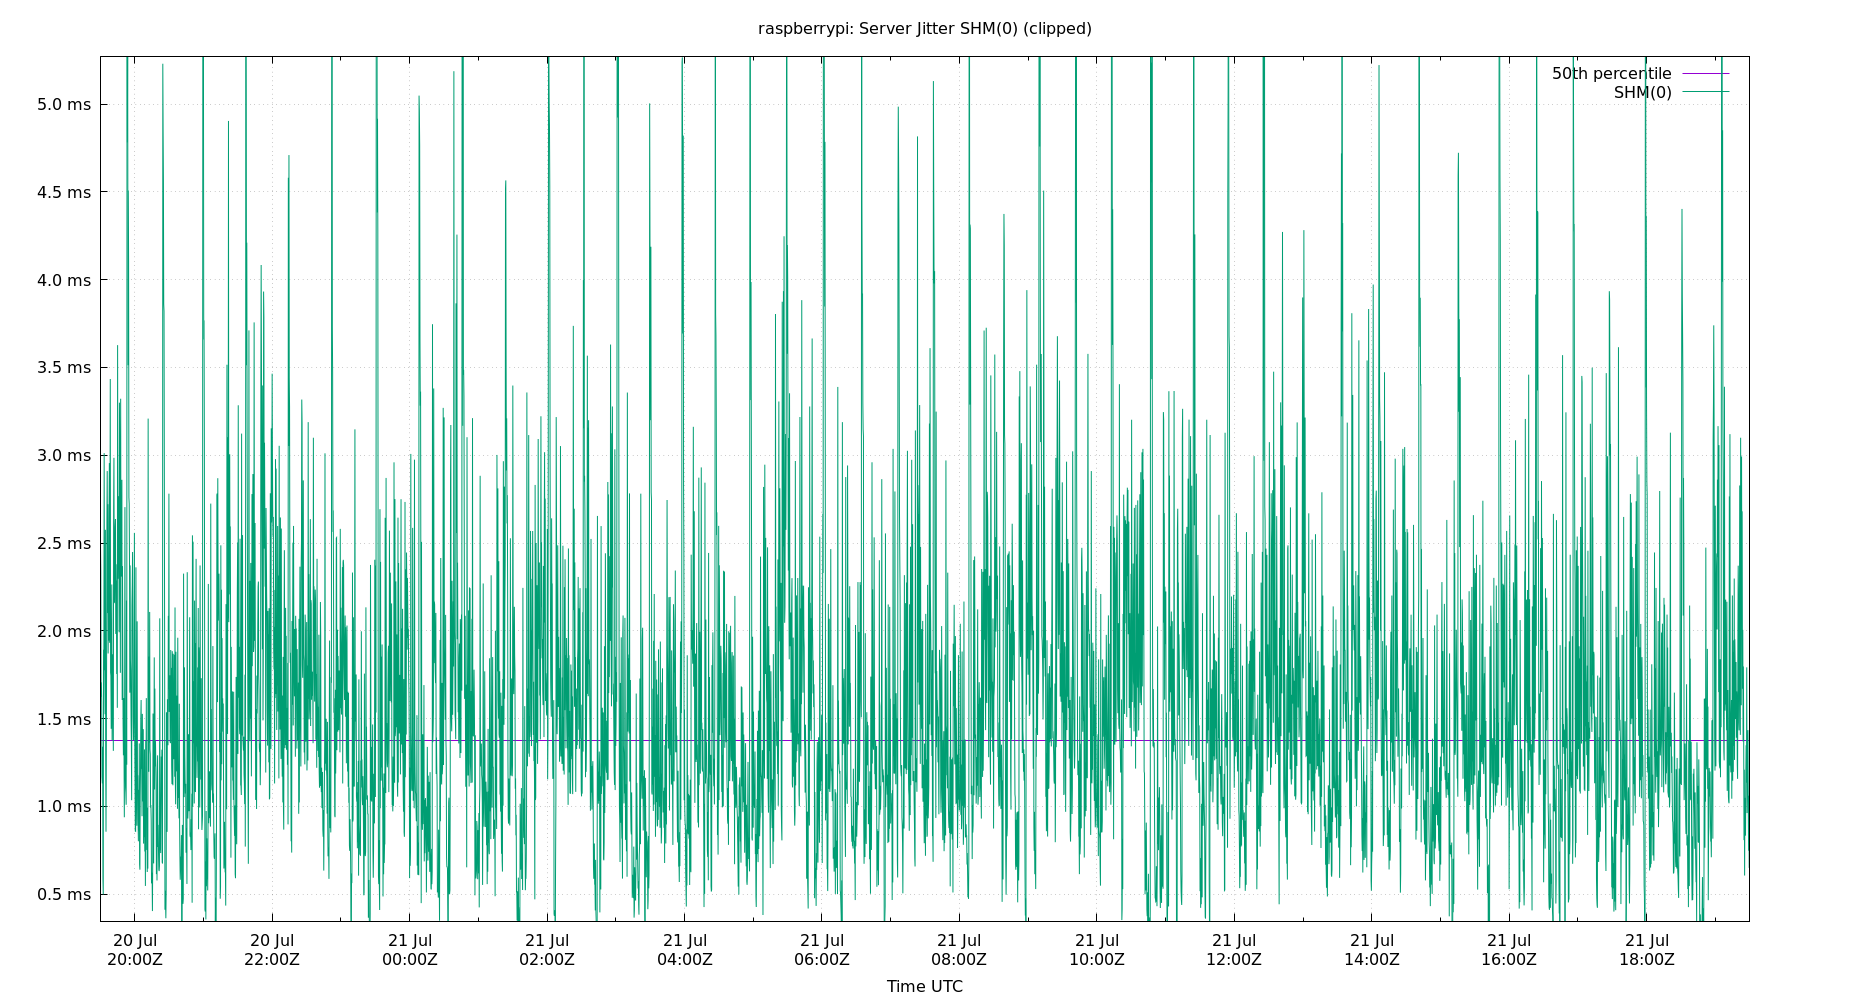 raspberrypi: Server Jitter SHM(0) (clipped)
50th percentile
SHM(0)
5.0 ms
4.5 ms
4.0 ms
3.5 ms
3.0 ms
2.5 ms
2.0 ms
1.5 ms
1.0 ms
0.5 ms
20 Jul 20 Jul 21 Jul 21 Jul 21 Jul 21 Jul 21 Jul 21 Jul 21 Jul 21 Jul 21 Jul 21 Jul
20:00Z 22:00Z 00:00Z 02:00Z 04:00Z 06:00Z 08:00Z 10:00Z 12:00Z 14:00Z 16:00Z 18:00Z
Time UTC